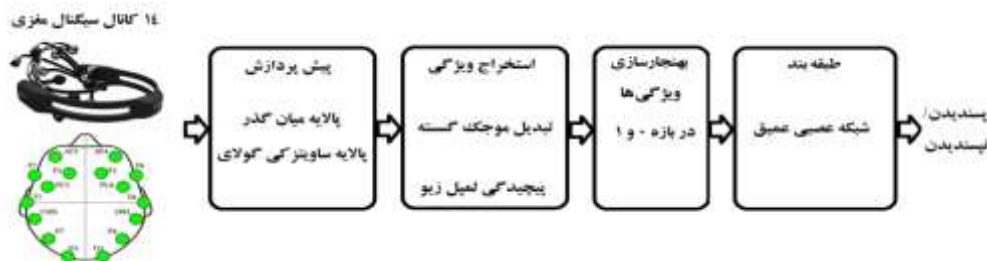 ١٤ کانال سیگنال مغزی
پیش پردازش
پالایه میان گذر
پالایه ساویتزکی گولای
استخراج ویژگی
تبدیل موجک گسسته
پیچیدگی لمپل زیو
بهنجارسازی
ویژگی‌ها
در بازه ۰ و ۱
طبقه بند
شبکه عصبی عمیق
پسندیدن/
نپسندیدن